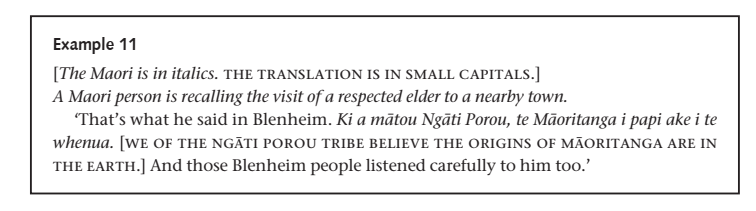 Example 11
[The Maori is in italics. THE TRANSLATION IS IN SMALL CAPITALS.]
A Maori person is recalling the visit of a respected elder to a nearby town.
‘That’s what he said in Blenheim. Ki a mātou Ngāti Porou, te Māoritanga i papi ake i te
whenua. [WE OF THE NGĀTI POROU TRIBE BELIEVE THE ORIGINS OF MĀORITANGA ARE IN
THE EARTH.] And those Blenheim people listened carefully to him too.’